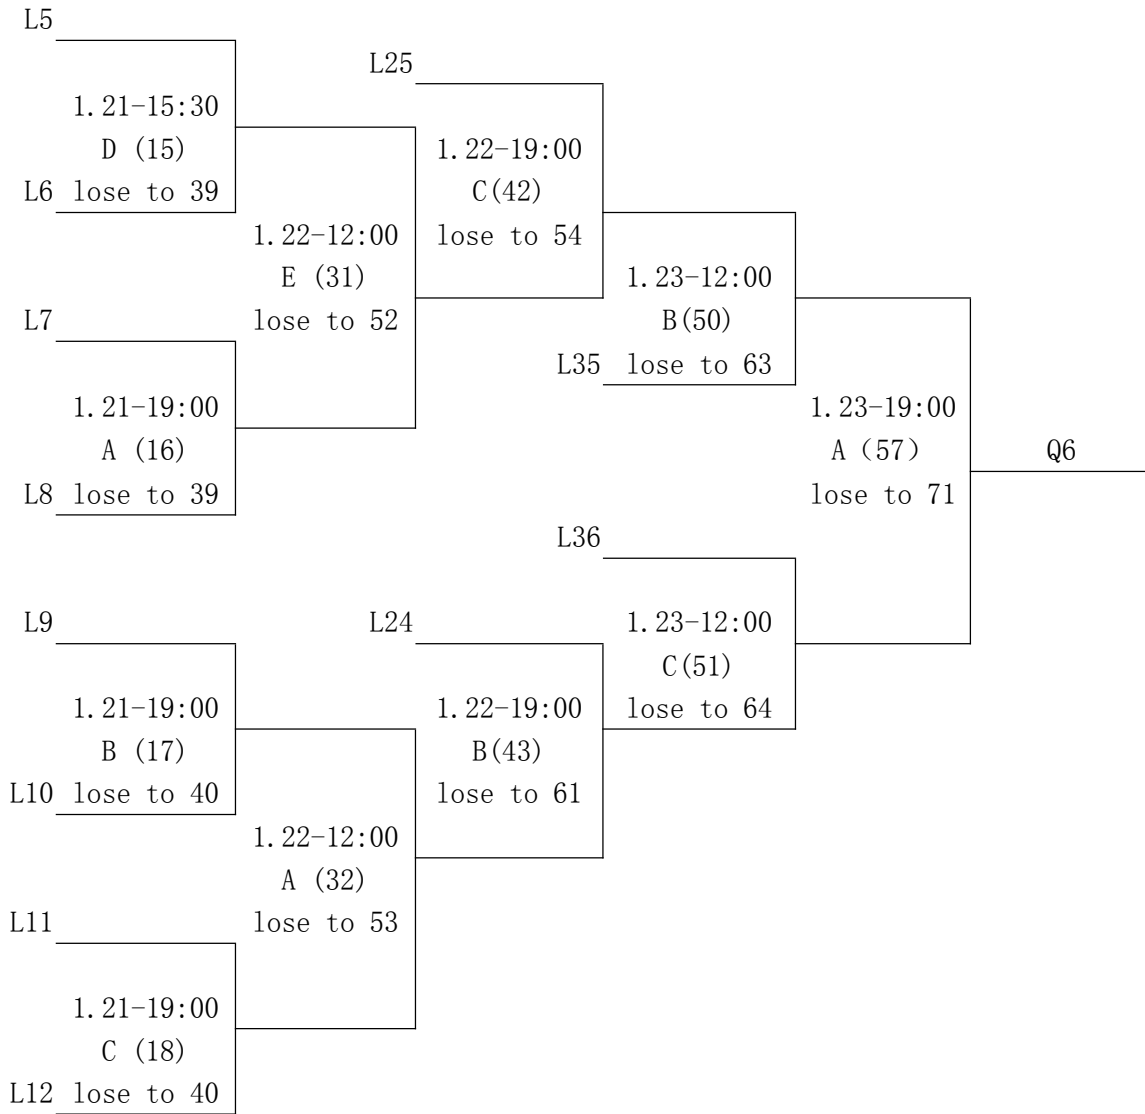 L5
L25
1.21-15:30
D (15)
L6 lose to 39
1.22-19:00
C(42)
lose to 54
1.22-12:00
E (31)
lose to 52
1.23-12:00
B(50)
L35 lose to 63
L7
1.21-19:00
A (16)
L8 lose to 39
1.23-19:00
A (57)
lose to 71
Q6
L36
L9
L24
1.23-12:00
C(51)
lose to 64
1.21-19:00
B (17)
L10 lose to 40
1.22-19:00
B(43)
lose to 61
1.22-12:00
A (32)
lose to 53
L11
1.21-19:00
C (18)
L12 lose to 40